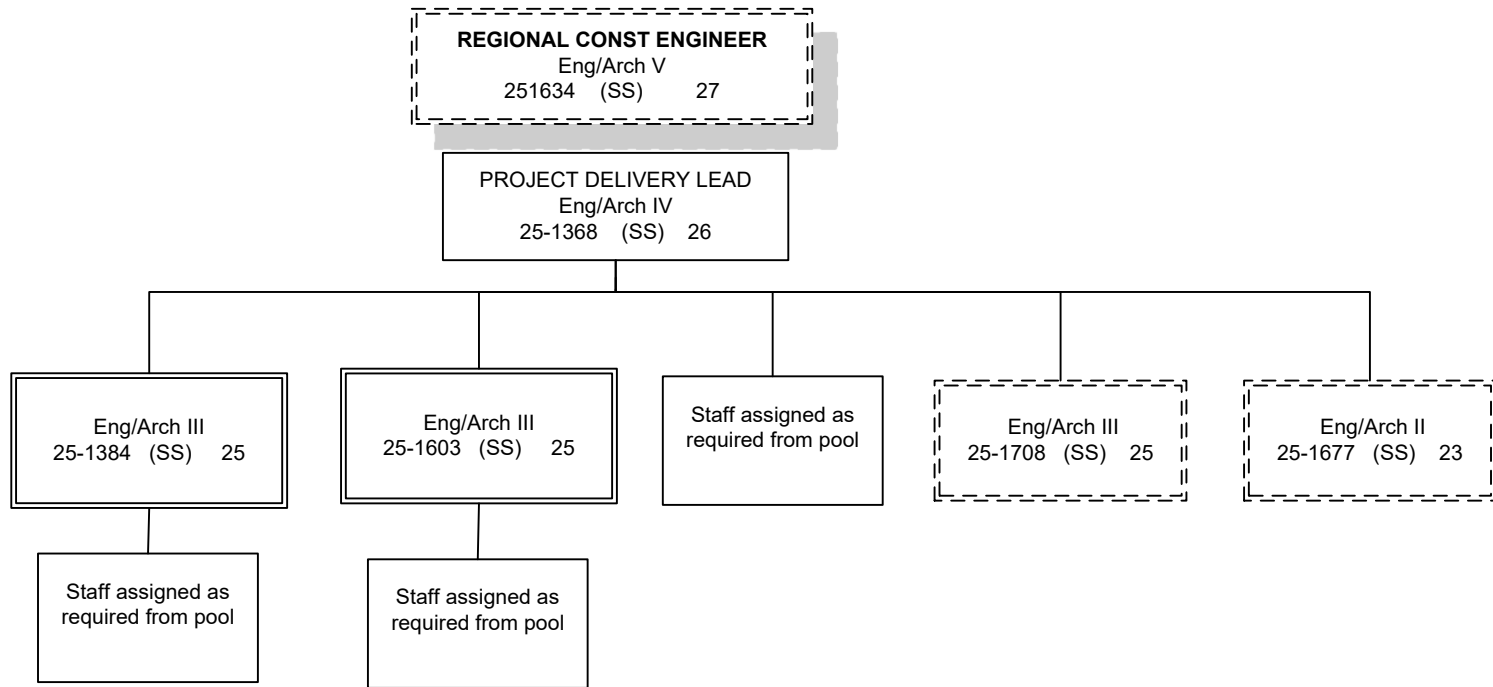 REGIONAL CONST ENGINEER
Eng/Arch V
251634 (SS) 27
PROJECT DELIVERY LEAD
Eng/Arch IV
25-1368 (SS) 26
Eng/Arch III
25-1384 (SS) 25
Eng/Arch III
25-1603 (SS) 25
Staff assigned as
required from pool
Eng/Arch III
25-1708 (SS) 25
Eng/Arch II
25-1677 (SS) 23
Staff assigned as
required from pool
Staff assigned as
required from pool